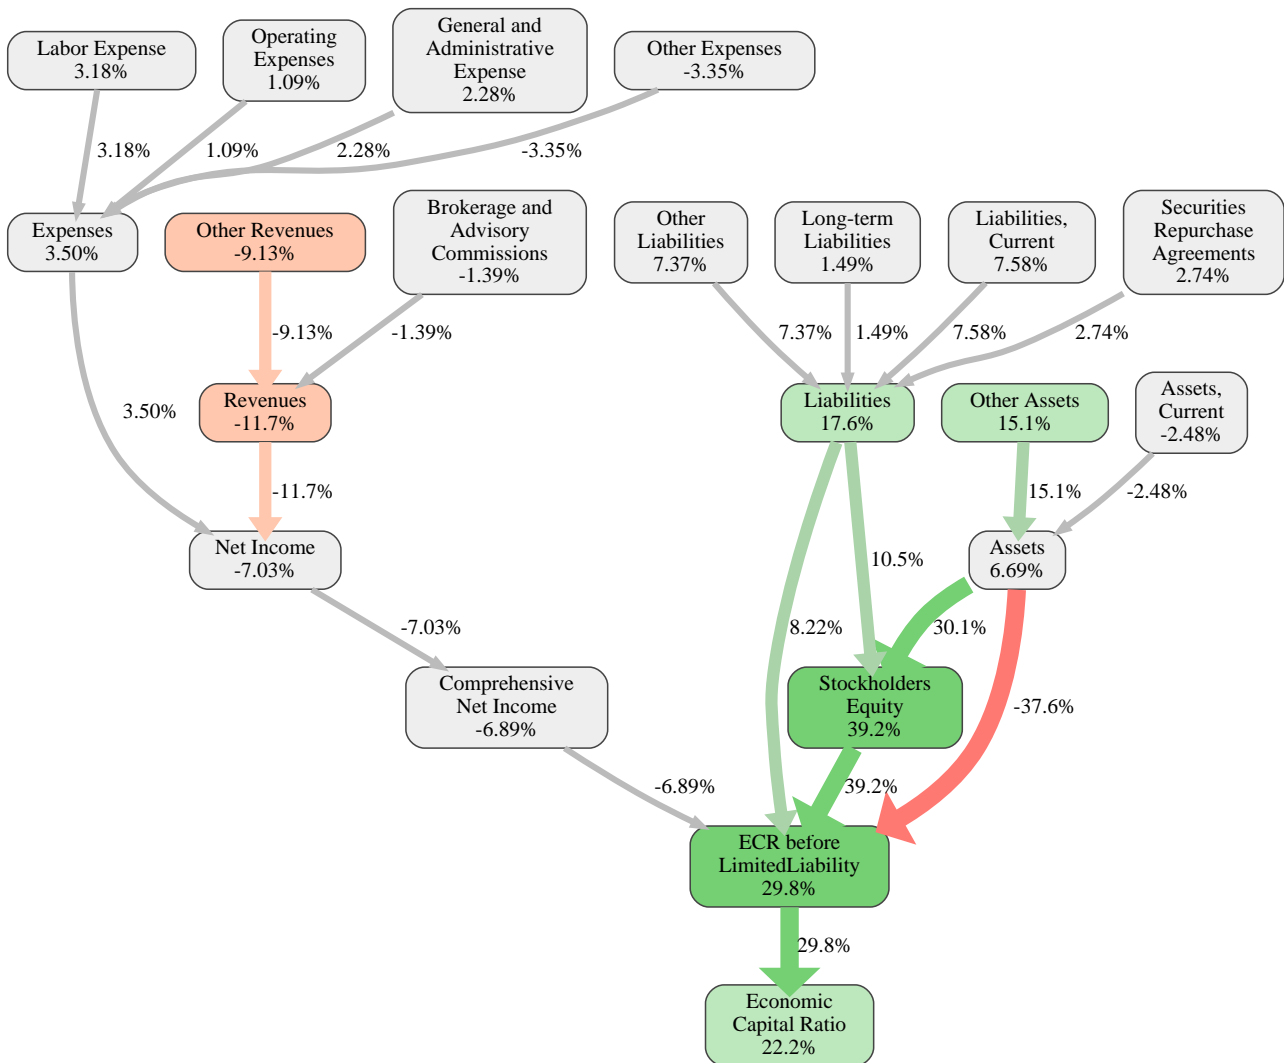 Labor Expense
3.18%
Operating
Expenses
1.09%
General and
Administrative
Expense
2.28%
Other Expenses
-3.35%
3.18%
1.09%
2.28%
-3.35%
Expenses
3.50%
Other Revenues
-9.13%
Brokerage and
Advisory
Commissions
-1.39%
Other
Liabilities
7.37%
Long-term
Liabilities
1.49%
Liabilities,
Current
7.58%
Securities
Repurchase
Agreements
2.74%
-9.13%
-1.39%
7.37%
1.49%
7.58%
2.74%
3.50%
Revenues
-11.7%
Liabilities
17.6%
Other Assets
15.1%
Assets,
Current
-2.48%
-11.7%
15.1%
-2.48%
Net Income
-7.03%
10.5%
Assets
6.69%
-7.03%
8.22%
30.1%
Comprehensive
Net Income
-6.89%
Stockholders
Equity
39.2%
-37.6%
-6.89%
39.2%
ECR before
LimitedLiability
29.8%
29.8%
Economic
Capital Ratio
22.2%